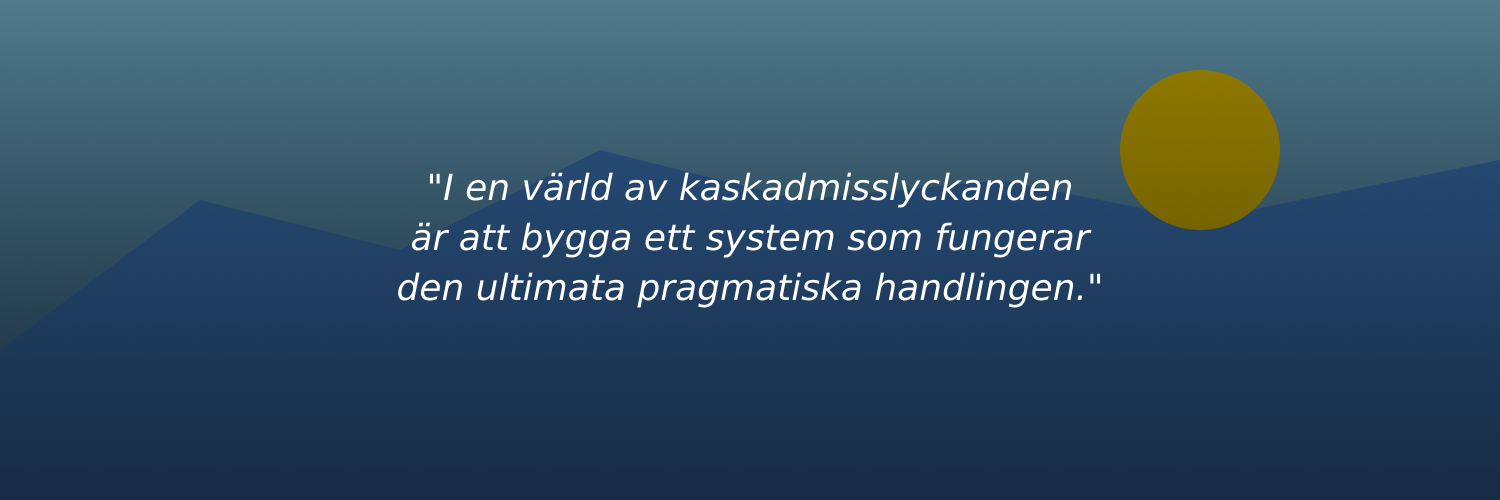 "I en värld av kaskadmisslyckanden
är att bygga ett system som fungerar
den ultimata pragmatiska handlingen."